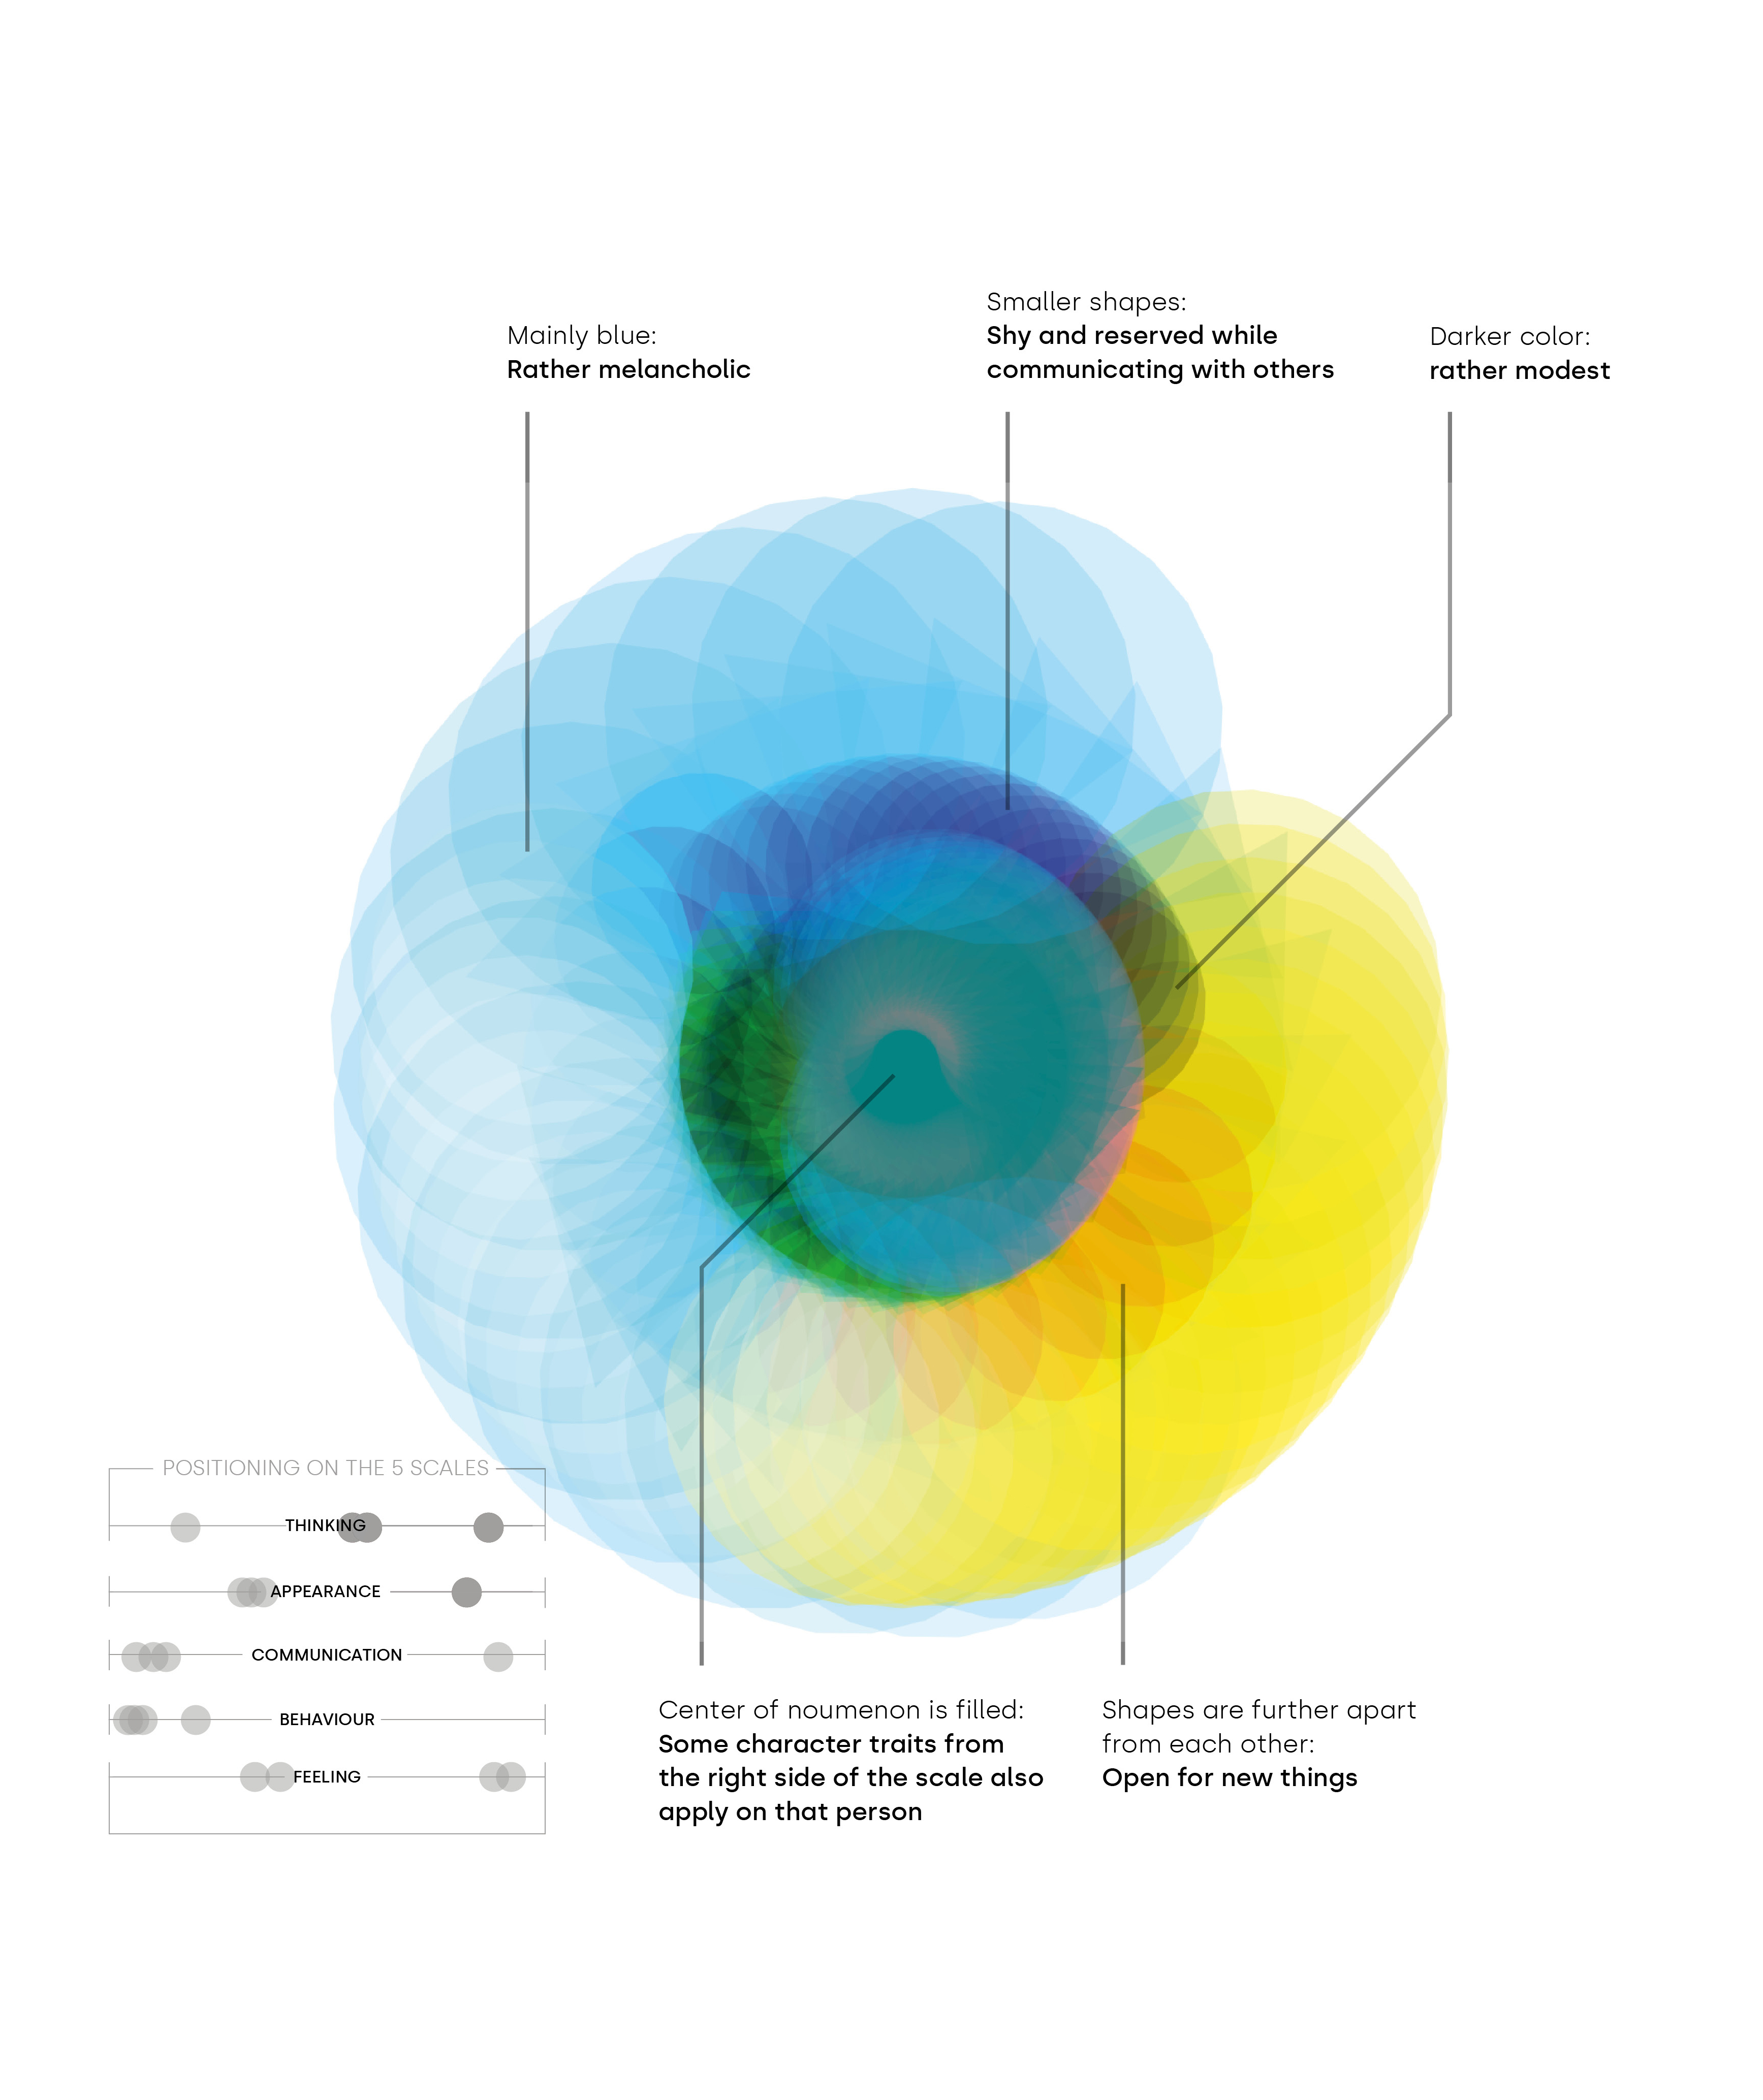 Mainly blue:
Rather melancholic
Smaller shapes:
Shy and reserved while
communicating with others
Darker color:
rather modest
POSITIONING ON THE 5 SCALES
THINKING
APPEARANCE
COMMUNICATION
BEHAVIOUR
FEELING
Center of noumenon is filled:
Some character traits from
the right side of the scale also
apply on that person
Shapes are further apart
from each other:
Open for new things